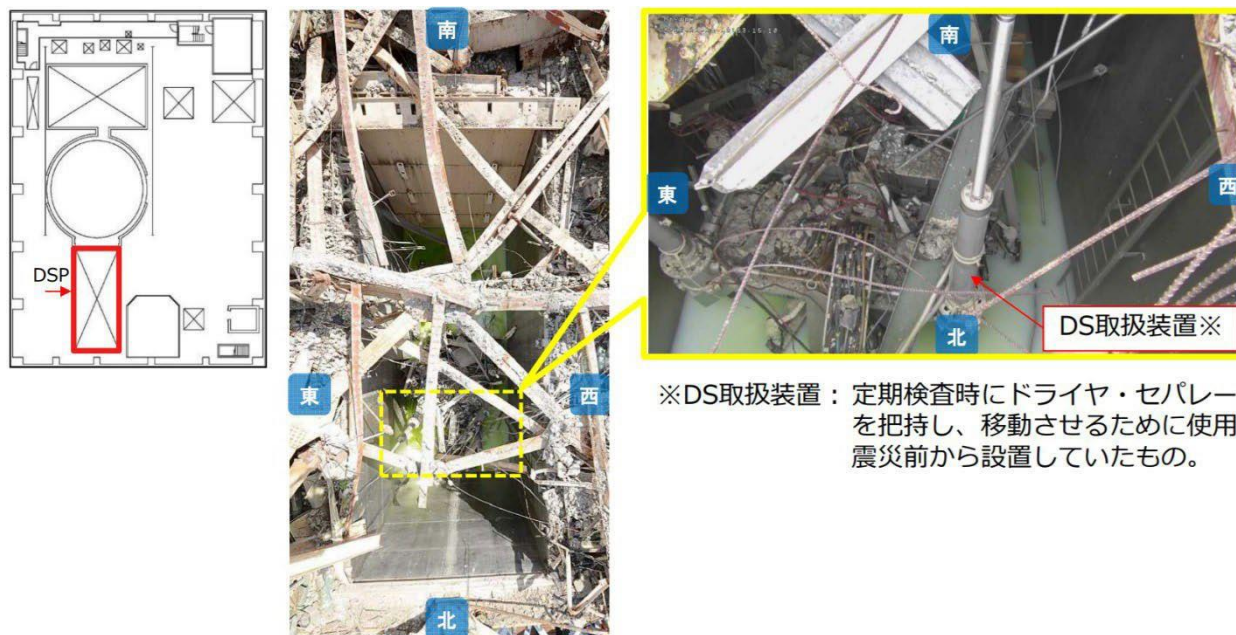 DSP
南
東
西
北
南
東
西
北
DS取扱装置※
※DS取扱装置：定期検査時にドライヤ・セパレー
を把持し、移動させるために使用
震災前から設置していたもの。